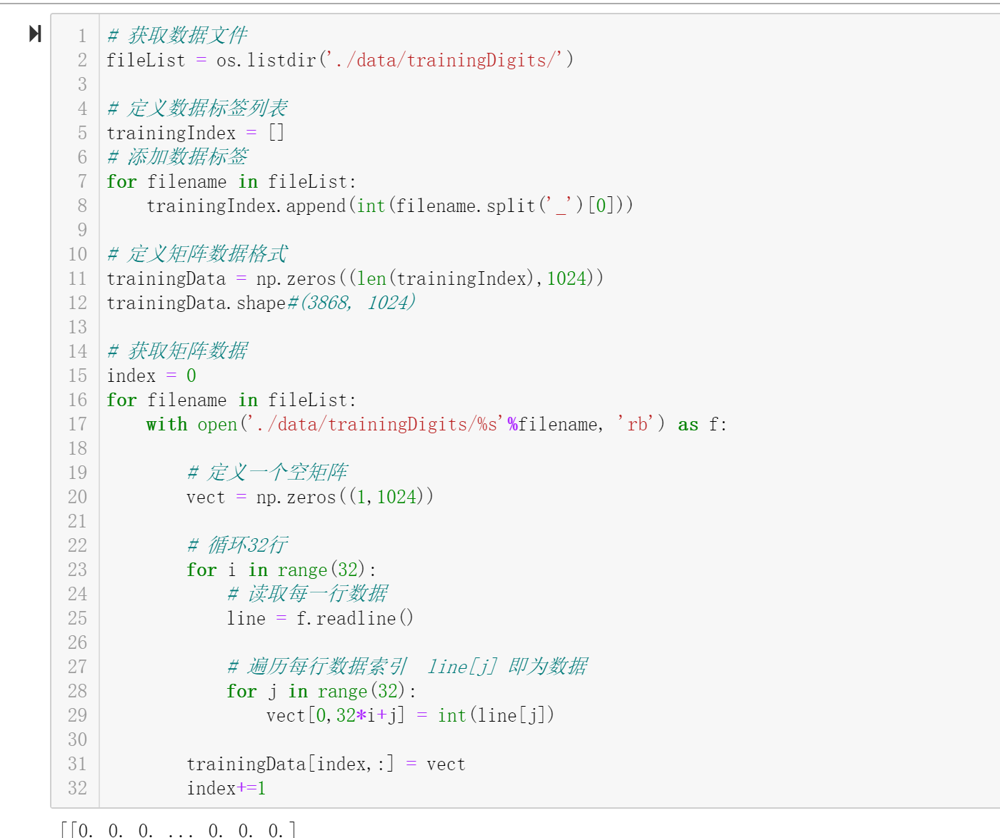 1 # 获取数据文件
2 fileList = os.listdir('./data/trainingDigits/')
3
4 # 定义数据标签列表
5 trainingIndex = []
6 # 添加数据标签
7 for filename in fileList:
8     trainingIndex.append(int(filename.split('_')[0]))
9
10 # 定义矩阵数据格式
11 trainingData = np.zeros((len(trainingIndex),1024))
12 trainingData.shape#(3868, 1024)
13
14 # 获取矩阵数据
15 index = 0
16 for filename in fileList:
17     with open('./data/trainingDigits/%s'%filename, 'rb') as f:
18
19         # 定义一个空矩阵
20         vect = np.zeros((1,1024))
21
22         # 循环32行
23         for i in range(32):
24             # 读取每一行数据
25             line = f.readline()
26
27             # 遍历每行数据索引  line[j] 即为数据
28             for j in range(32):
29                 vect[0,32*i+j] = int(line[j])
30
31         trainingData[index,:] = vect
32         index+=1
[[0. 0. 0. ... 0. 0. 0.]